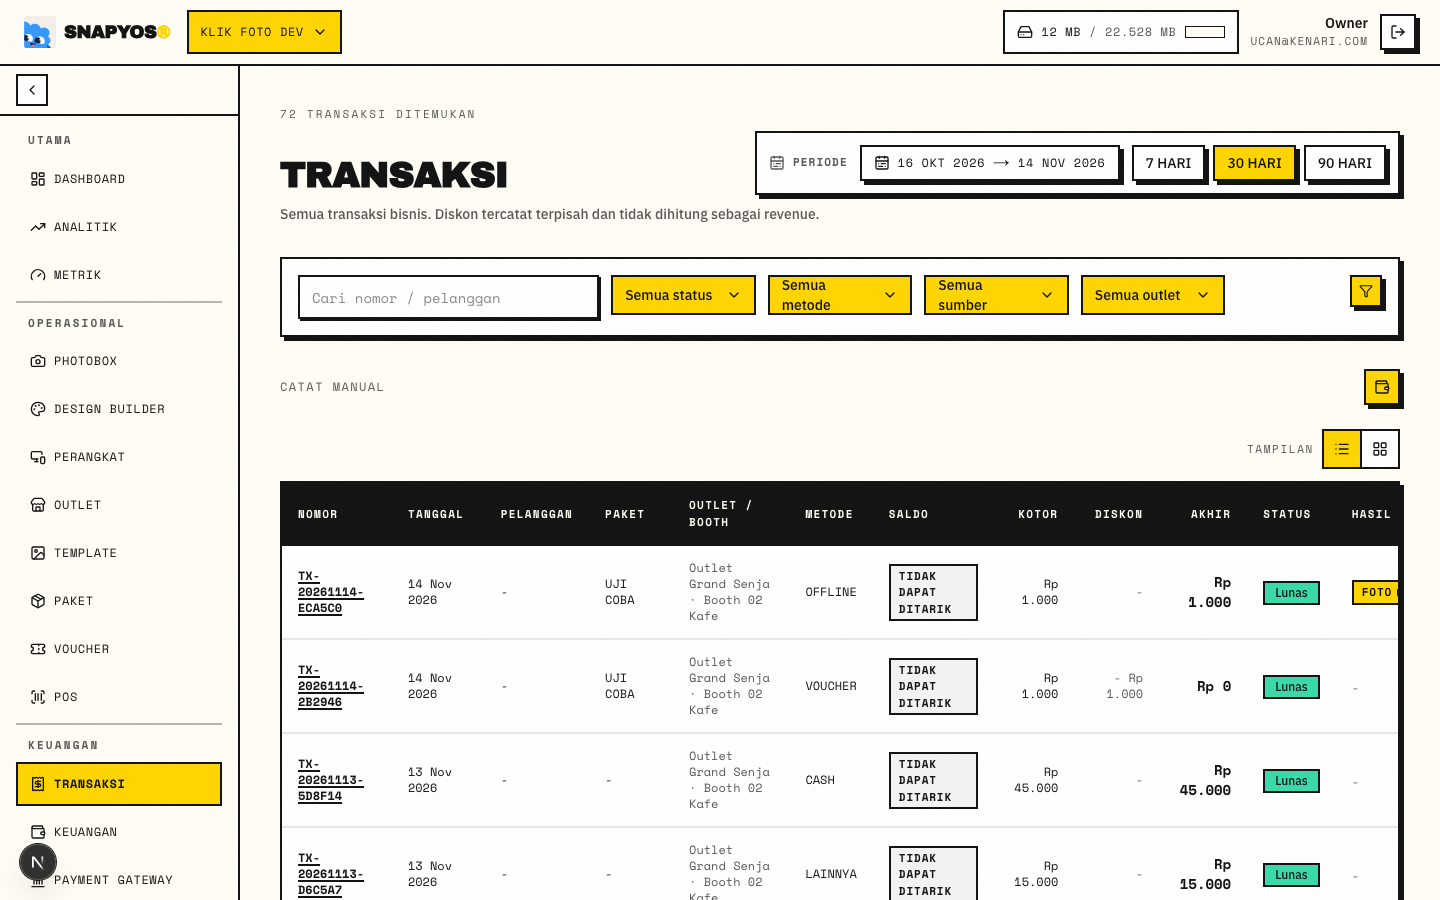 SNAPYOS®
KLIK FOTO DEV
12 MB / 22.528 MB
Owner
UCAN@KENARI.COM
UTAMA
DASHBOARD
ANALITIK
METRIK
OPERASIONAL
PHOTOBOX
DESIGN BUILDER
PERANGKAT
OUTLET
TEMPLATE
PAKET
VOUCHER
POS
KEUANGAN
TRANSAKSI
KEUANGAN
PAYMENT GATEWAY
N
72 TRANSAKSI DITEMUKAN
TRANSAKSI
Semua transaksi bisnis. Diskon tercatat terpisah dan tidak dihitung sebagai revenue.
PERIODE
16 OKT 2026 → 14 NOV 2026
7 HARI
30 HARI
90 HARI
Cari nomor / pelanggan
Semua status
Semua
metode
Semua
sumber
Semua outlet
CATAT MANUAL
TAMPILAN
NOMOR TANGGAL PELANGGAN PAKET OUTLET / BOOTH METODE SALDO KOTOR DISKON AKHIR STATUS HASIL
TX-
20261114-
ECA5C0
14 Nov
2026
-
UJI
COBA
Outlet
Grand Senja
· Booth 02
Kafe
OFFLINE
TIDAK
DAPAT
DITARIK
Rp
1.000
-
Rp
1.000
Lunas
FOTO
TX-
20261114-
2B2946
14 Nov
2026
-
UJI
COBA
Outlet
Grand Senja
· Booth 02
Kafe
VOUCHER
TIDAK
DAPAT
DITARIK
Rp
1.000
- Rp
1.000
Rp 0
Lunas
-
TX-
20261113-
5D8F14
13 Nov
2026
-
-
Outlet
Grand Senja
· Booth 02
Kafe
CASH
TIDAK
DAPAT
DITARIK
Rp
45.000
-
Rp
45.000
Lunas
-
TX-
20261113-
D6C5A7
13 Nov
2026
-
-
Outlet
Grand Senja
· Booth 02
Kafe
LAINNYA
TIDAK
DAPAT
DITARIK
Rp
15.000
-
Rp
15.000
Lunas
-